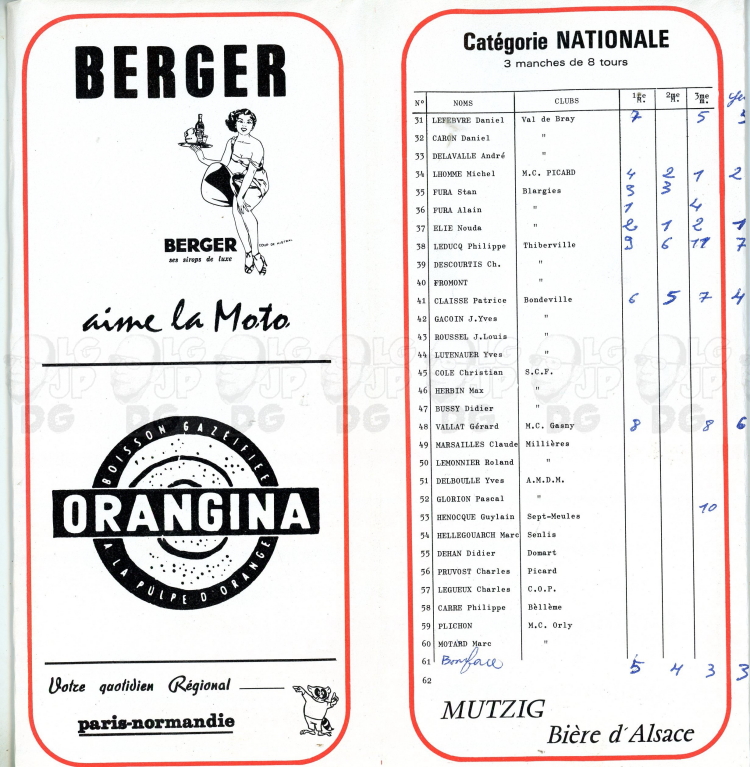 BERGER
BERGER
ses sirops de luxe
aime la Moto
BOISSON GAZÉIFIÉE
ORANGINA
A LA PULPE D'ORANGE
Votre quotidien Régional
paris-normandie
Catégorie NATIONALE
3 manches de 8 tours
N° NOMS CLUBS 1ère M. 2me M. 3me M.
31 LEFEBVRE Daniel Val de Bray 7 5 5
32 CARON Daniel "
33 DELAVALLE André "
34 LHOMME Michel M.C. PICARD 4 2 1 2
35 FURA Stan Blargies 3 3
36 FURA Alain " 1 4
37 ELIE Nouda " 2 1 2 1
38 LEDUCQ Philippe Thiberville 9 6 11 7
39 DESCOURTIS Ch. "
40 FROMONT "
41 CLAISSE Patrice Bondeville 6 5 7 4
42 GACOIN J.Yves "
43 ROUSSEL J.Louis "
44 LUTENAUER Yves "
45 COLE Christian S.C.F.
46 HERBIN Max "
47 BUSSY Didier "
48 VALLAT Gérard M.C. Gasny 8 8 6
49 MARSAILLES Claude Millières
50 LEMONNIER Roland "
51 DELBOULLE Yves A.M.D.M.
52 GLORION Pascal "
53 HENOCQUE Guylain Sept-Meules 10
54 HELLEGOUARCH Marc Senlis
55 DEHAN Didier Domart
56 PRUVOST Charles Picard
57 LEGUEUX Charles C.O.P.
58 CARRE Philippe Bèllème
59 PLICHON M.C. Orly
60 MOTARD Marc "
61 Boniface 5 4 3 3
62
MUTZIG
Bière d'Alsace
LG JP DG